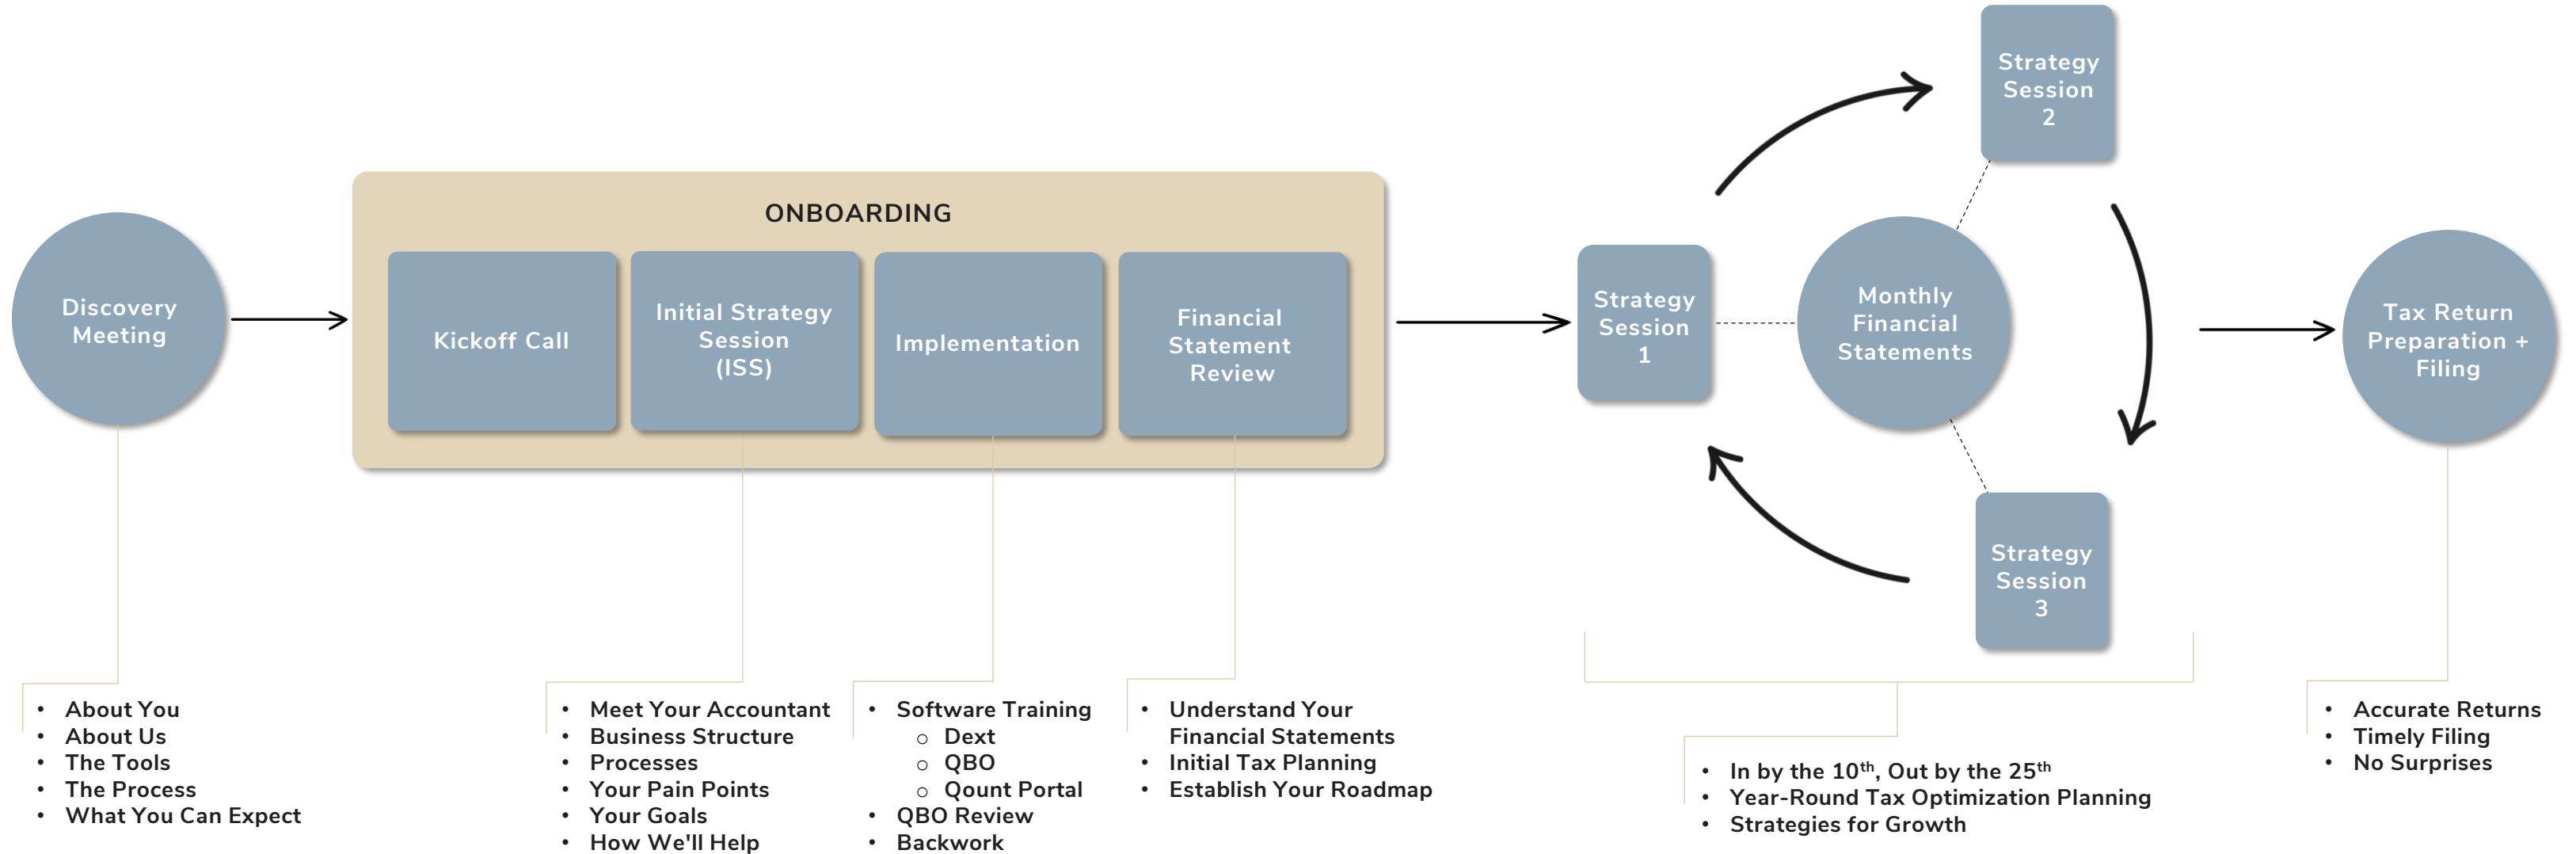 Discovery
Meeting
ONBOARDING
Kickoff Call
Initial Strategy
Session
(ISS)
Implementation
Financial
Statement
Review
Strategy
Session
1
Strategy
Session
2
Monthly
Financial
Statements
Strategy
Session
3
Tax Return
Preparation +
Filing
• About You
• About Us
• The Tools
• The Process
• What You Can Expect
• Meet Your Accountant
• Business Structure
• Processes
• Your Pain Points
• Your Goals
• How We'll Help
• Software Training
o Dext
o QBO
o Qount Portal
• QBO Review
• Backwork
• Understand Your
Financial Statements
• Initial Tax Planning
• Establish Your Roadmap
• In by the 10th, Out by the 25th
• Year-Round Tax Optimization Planning
• Strategies for Growth
• Accurate Returns
• Timely Filing
• No Surprises